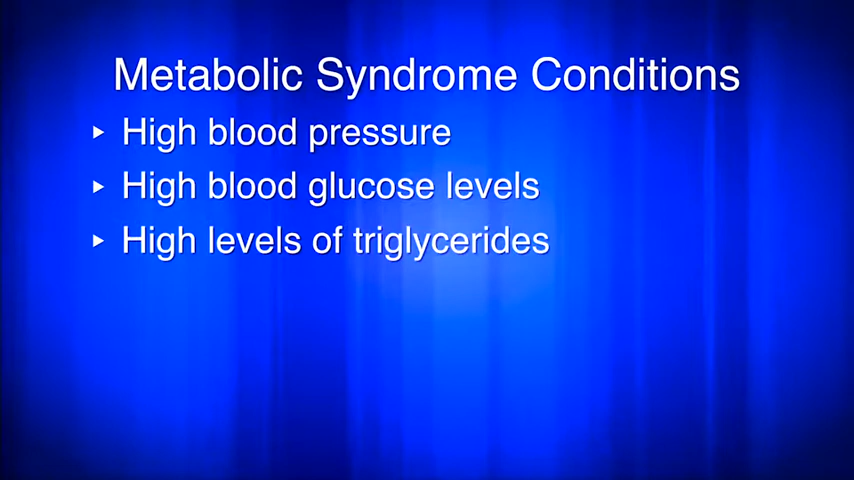 Metabolic Syndrome Conditions
▸ High blood pressure
▸ High blood glucose levels
▸ High levels of triglycerides